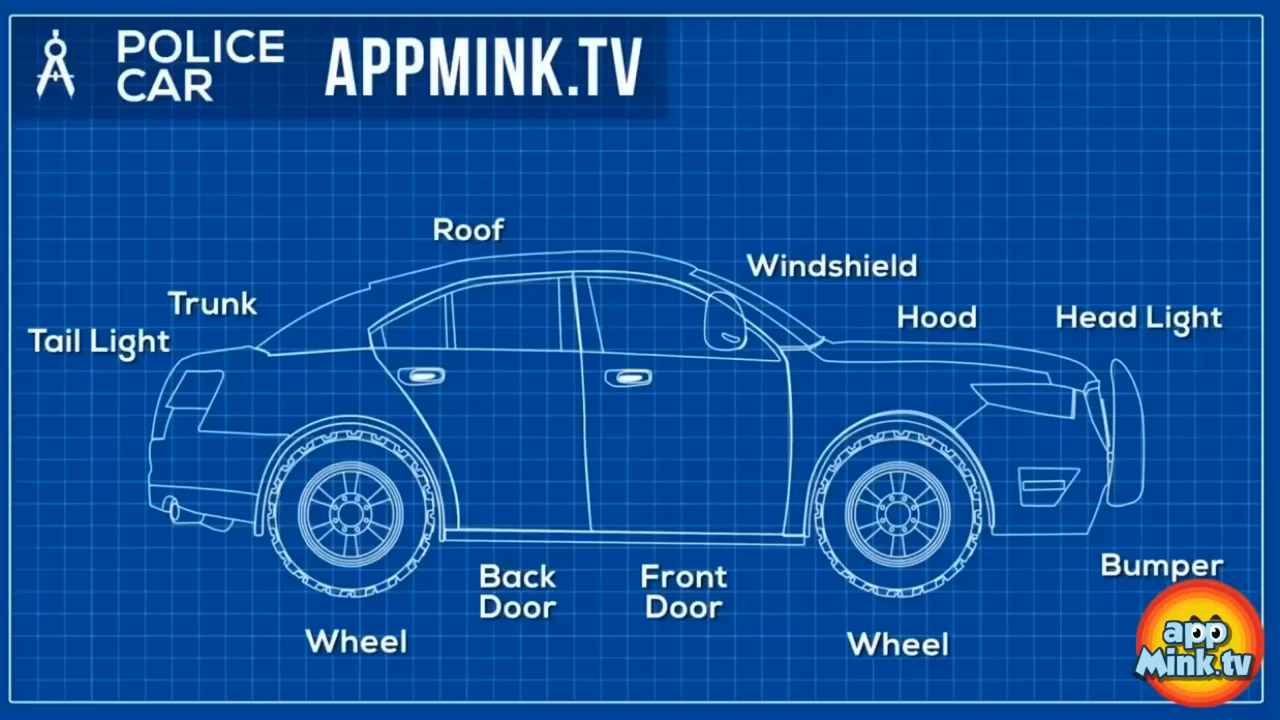 POLICE
CAR
APPMINK.TV
Roof
Windshield
Trunk
Hood
Head Light
Tail Light
Back
Door
Front
Door
Bumper
Wheel
Wheel
app
Mink.tv